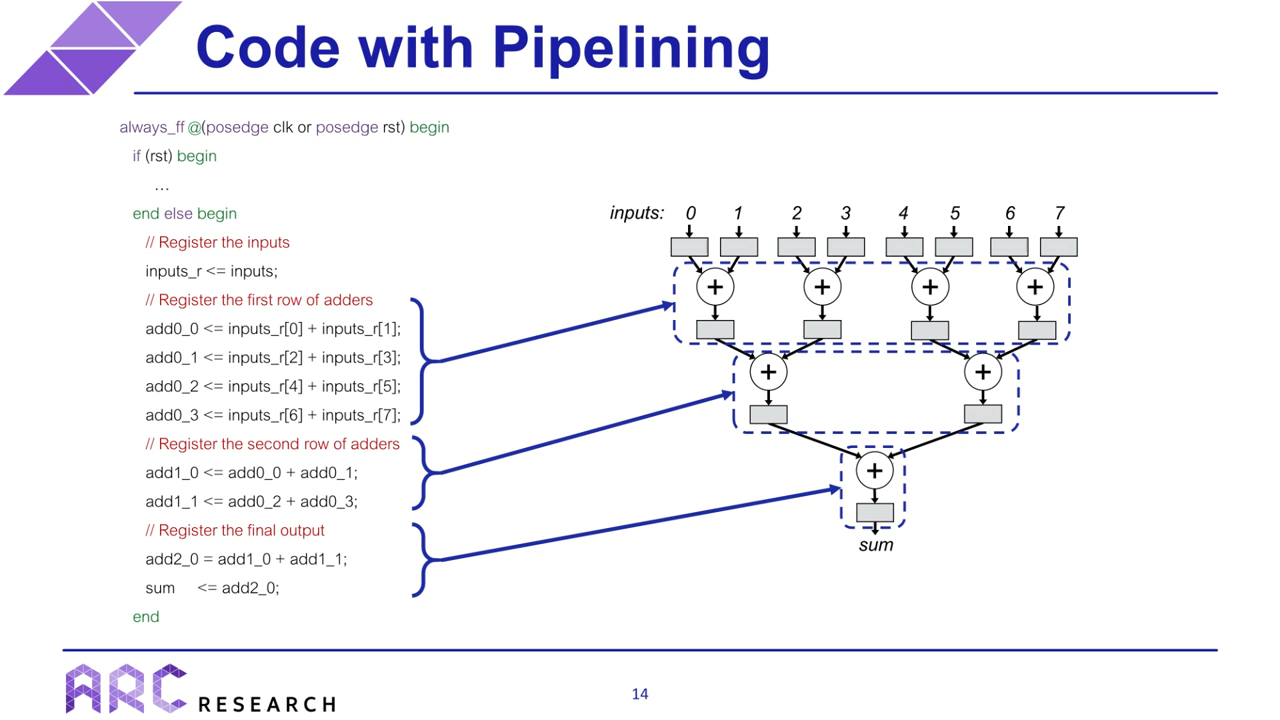 Code with Pipelining
always_ff @(posedge clk or posedge rst) begin
if (rst) begin
…
end else begin
// Register the inputs
inputs_r <= inputs;
// Register the first row of adders
add0_0 <= inputs_r[0] + inputs_r[1];
add0_1 <= inputs_r[2] + inputs_r[3];
add0_2 <= inputs_r[4] + inputs_r[5];
add0_3 <= inputs_r[6] + inputs_r[7];
// Register the second row of adders
add1_0 <= add0_0 + add0_1;
add1_1 <= add0_2 + add0_3;
// Register the final output
add2_0 = add1_0 + add1_1;
sum <= add2_0;
end
inputs: 0 1 2 3 4 5 6 7
+ + + +
+ +
+
sum
ARC RESEARCH
14